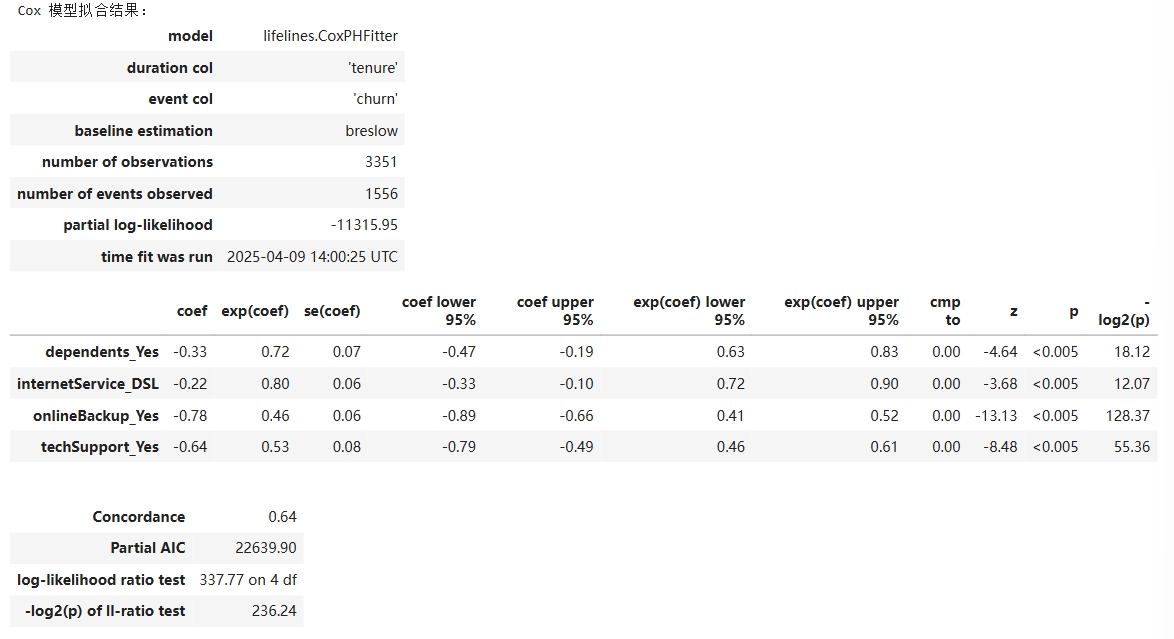 Cox 模型拟合结果：
model lifelines.CoxPHFitter
duration col 'tenure'
event col 'churn'
baseline estimation breslow
number of observations 3351
number of events observed 1556
partial log-likelihood -11315.95
time fit was run 2025-04-09 14:00:25 UTC
coef exp(coef) se(coef) coef lower 95% coef upper 95% exp(coef) lower 95% exp(coef) upper 95% cmp to z p -log2(p)
dependents_Yes -0.33 0.72 0.07 -0.47 -0.19 0.63 0.83 0.00 -4.64 <0.005 18.12
internetService_DSL -0.22 0.80 0.06 -0.33 -0.10 0.72 0.90 0.00 -3.68 <0.005 12.07
onlineBackup_Yes -0.78 0.46 0.06 -0.89 -0.66 0.41 0.52 0.00 -13.13 <0.005 128.37
techSupport_Yes -0.64 0.53 0.08 -0.79 -0.49 0.46 0.61 0.00 -8.48 <0.005 55.36
Concordance 0.64
Partial AIC 22639.90
log-likelihood ratio test 337.77 on 4 df
-log2(p) of ll-ratio test 236.24